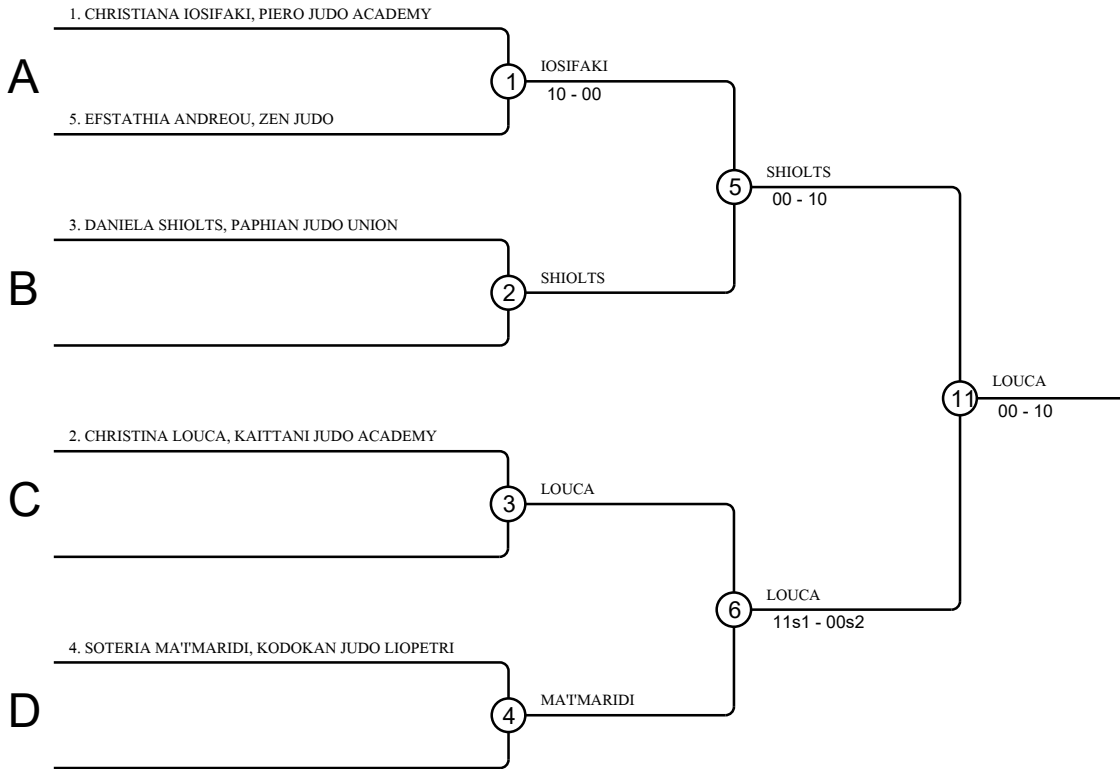 1. CHRISTIANA IOSIFAKI, PIERO JUDO ACADEMY
A
1
IOSIFAKI
10 - 00
5. EFSTATHIA ANDREOU, ZEN JUDO
5
SHIOLTS
00 - 10
3. DANIELA SHIOLTS, PAPHIAN JUDO UNION
B
2
SHIOLTS
11
LOUCA
00 - 10
2. CHRISTINA LOUCA, KAITTANI JUDO ACADEMY
C
3
LOUCA
6
LOUCA
11s1 - 00s2
4. SOTERIA MA'I'MARIDI, KODOKAN JUDO LIOPETRI
D
4
MA'I'MARIDI